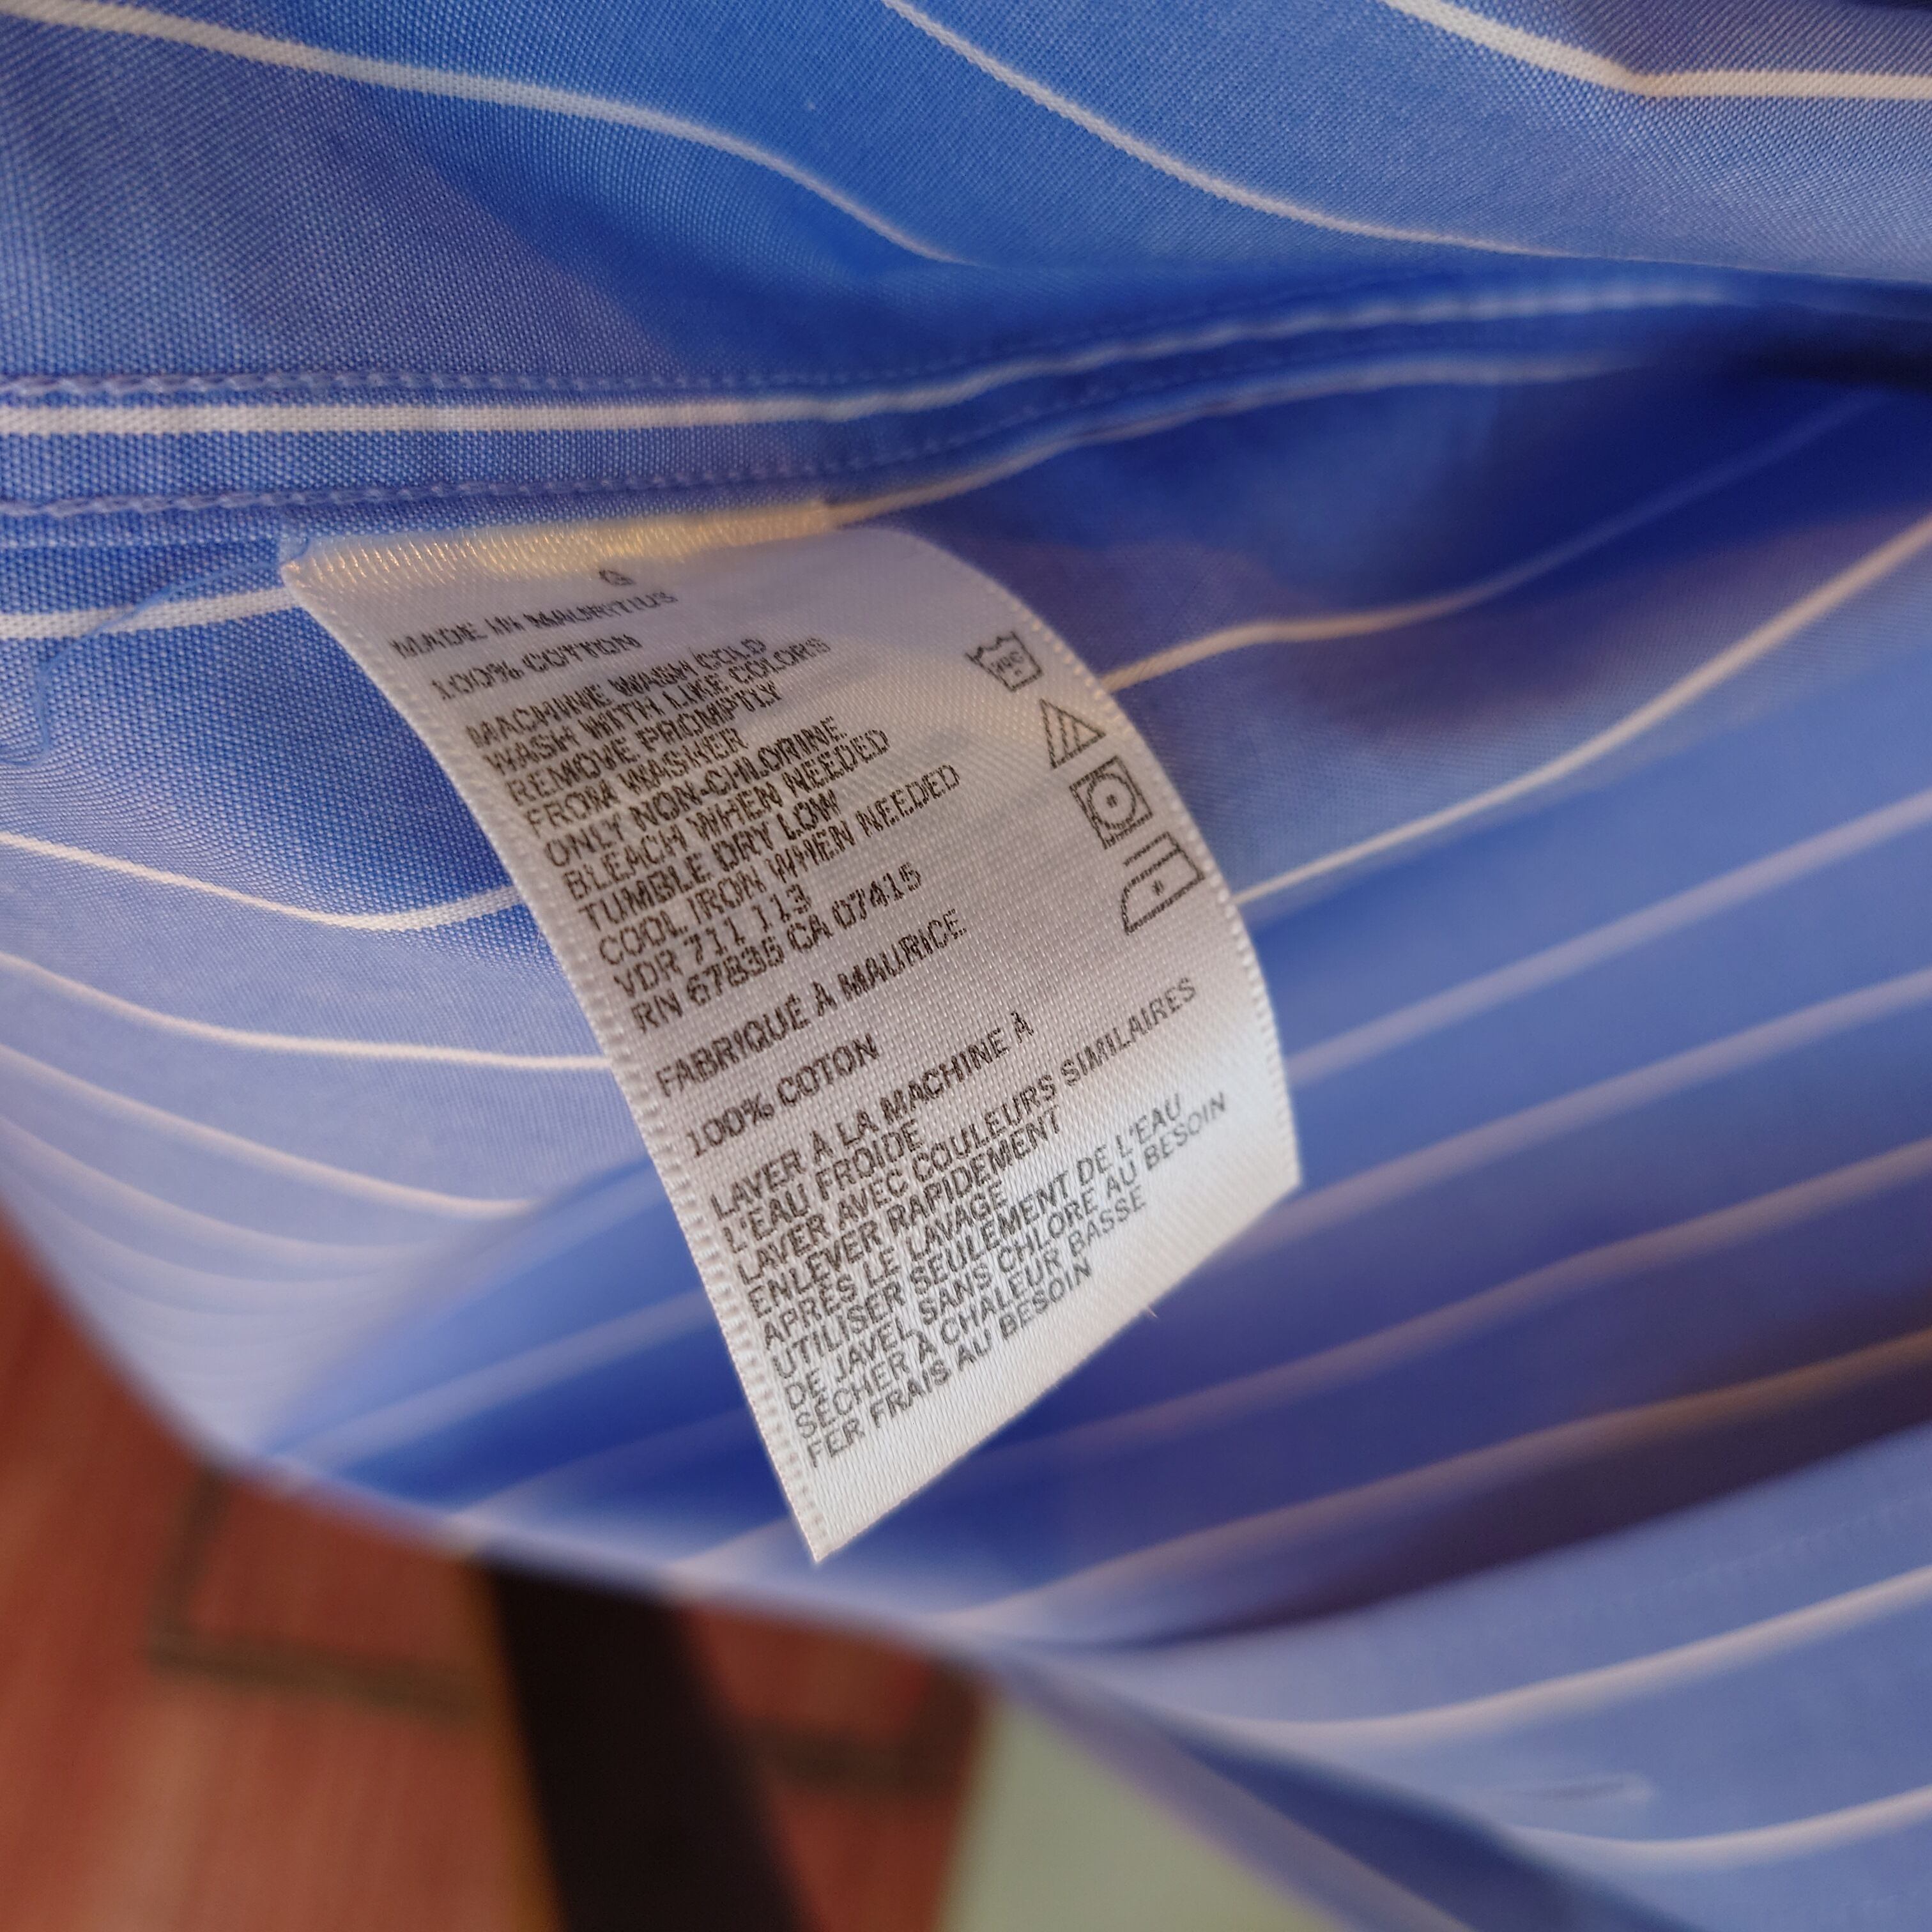 G
MADE IN MAURITIUS
100% COTTON
MACHINE WASH COLD
WASH WITH LIKE COLORS
REMOVE PROMPTLY
FROM WASHER
ONLY NON-CHLORINE
BLEACH WHEN NEEDED
TUMBLE DRY LOW
COOL IRON WHEN NEEDED
VDR 711 113
RN 67835 CA 07415
FABRIQUÉ À MAURICE
100% COTON
LAVER À LA MACHINE À
L'EAU FROIDE
LAVER AVEC COULEURS SIMILAIRES
ENLEVER RAPIDEMENT
APRÈS LE LAVAGE
UTILISER SEULEMENT DE L'EAU
DE JAVEL SANS CHLORE AU BESOIN
SÉCHER À CHALEUR BASSE
FER FRAIS AU BESOIN